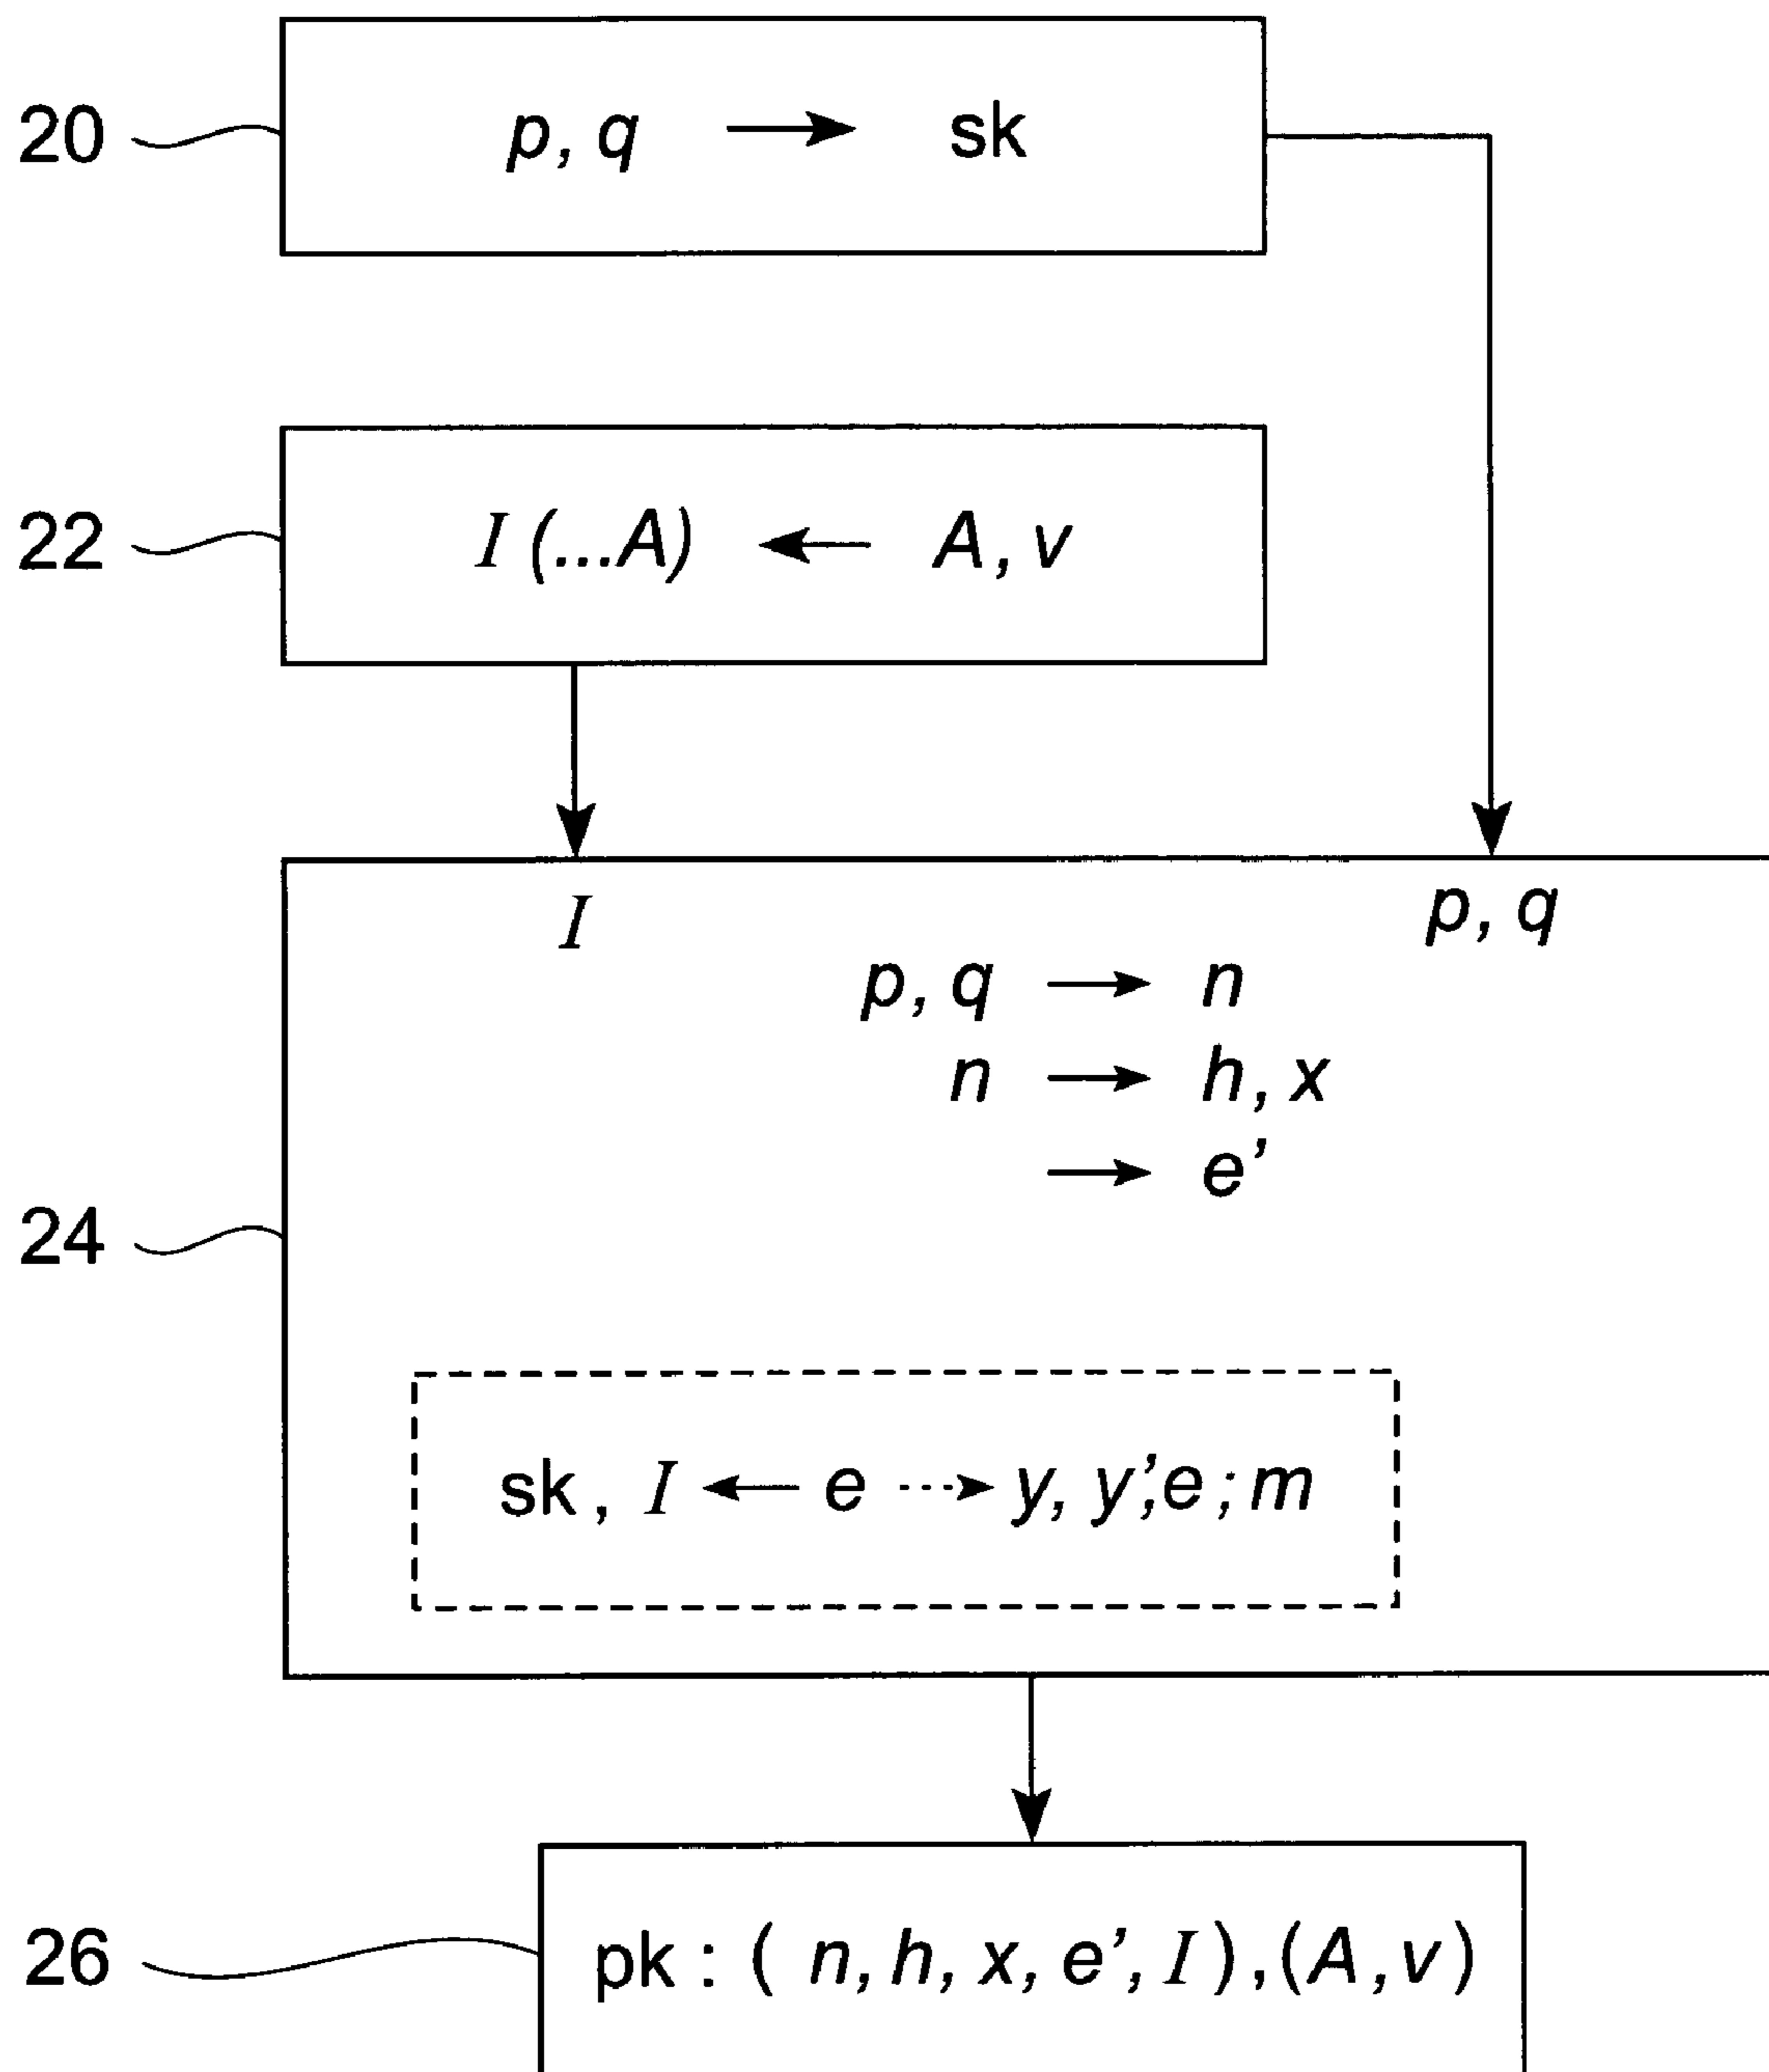 20 p, q → sk
22 I (...A) ← A, v
I p, q
p, q → n
n → h, x
→ e'
24
sk, I ← e ⇢ y, y', e ; m
26 pk : ( n, h, x, e', I ), (A, v)